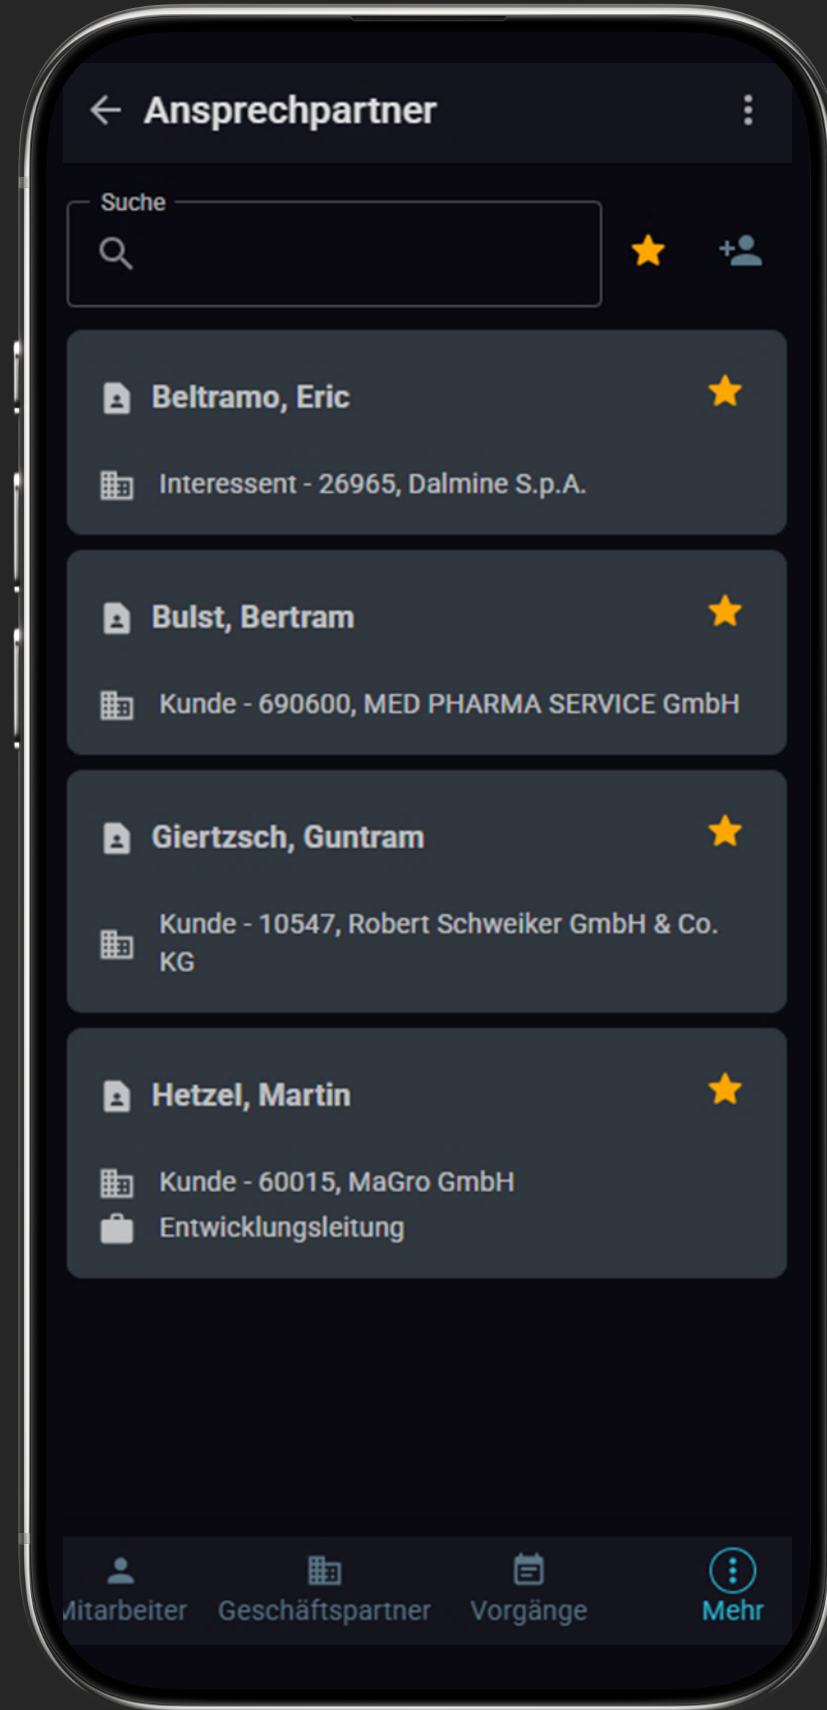 Ansprechpartner
Suche
Beltramo, Eric
Interessent - 26965, Dalmine S.p.A.
Bulst, Bertram
Kunde - 690600, MED PHARMA SERVICE GmbH
Giertzsch, Guntram
Kunde - 10547, Robert Schweiker GmbH & Co.
KG
Hetzel, Martin
Kunde - 60015, MaGro GmbH
Entwicklungsleitung
Mitarbeiter Geschäftspartner Vorgänge Mehr